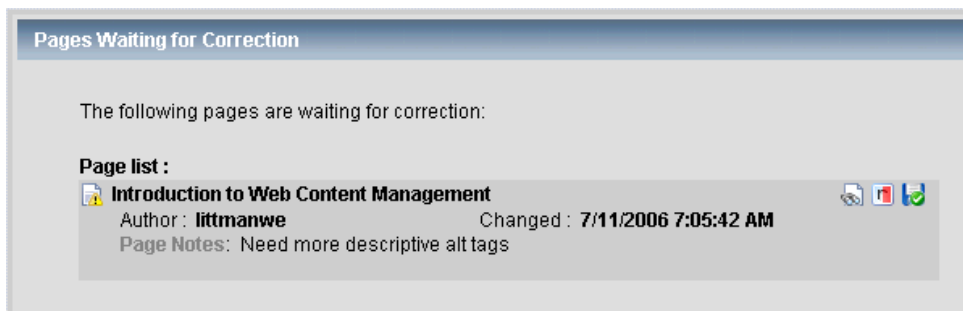 Pages Waiting for Correction
The following pages are waiting for correction:
Page list :
Introduction to Web Content Management
Author : littmanwe Changed : 7/11/2006 7:05:42 AM
Page Notes: Need more descriptive alt tags